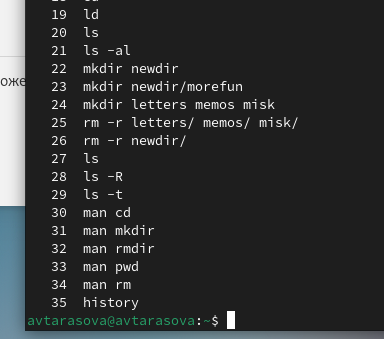 19 ld
20 ls
21 ls -al
22 mkdir newdir
23 mkdir newdir/morefun
24 mkdir letters memos misk
25 rm -r letters/ memos/ misk/
26 rm -r newdir/
27 ls
28 ls -R
29 ls -t
30 man cd
31 man mkdir
32 man rmdir
33 man pwd
34 man rm
35 history
avtarasova@avtarasova:~$